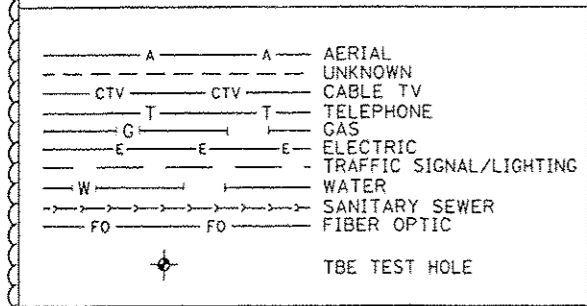 A A AERIAL
UNKNOWN
CTV CTV CABLE TV
T T TELEPHONE
G GAS
E E E ELECTRIC
TRAFFIC SIGNAL/LIGHTING
W WATER
SANITARY SEWER
FO FO FIBER OPTIC
TBE TEST HOLE